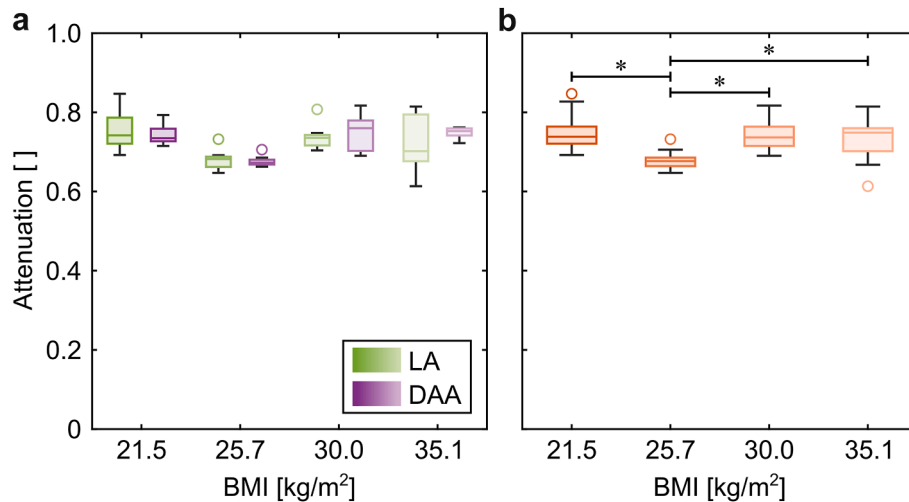 a
1.0
0.8
0.6
0.4
0.2
0
Attenuation [ ]
21.5 25.7 30.0 35.1
BMI [kg/m²]
LA
DAA
b
* * *
21.5 25.7 30.0 35.1
BMI [kg/m²]